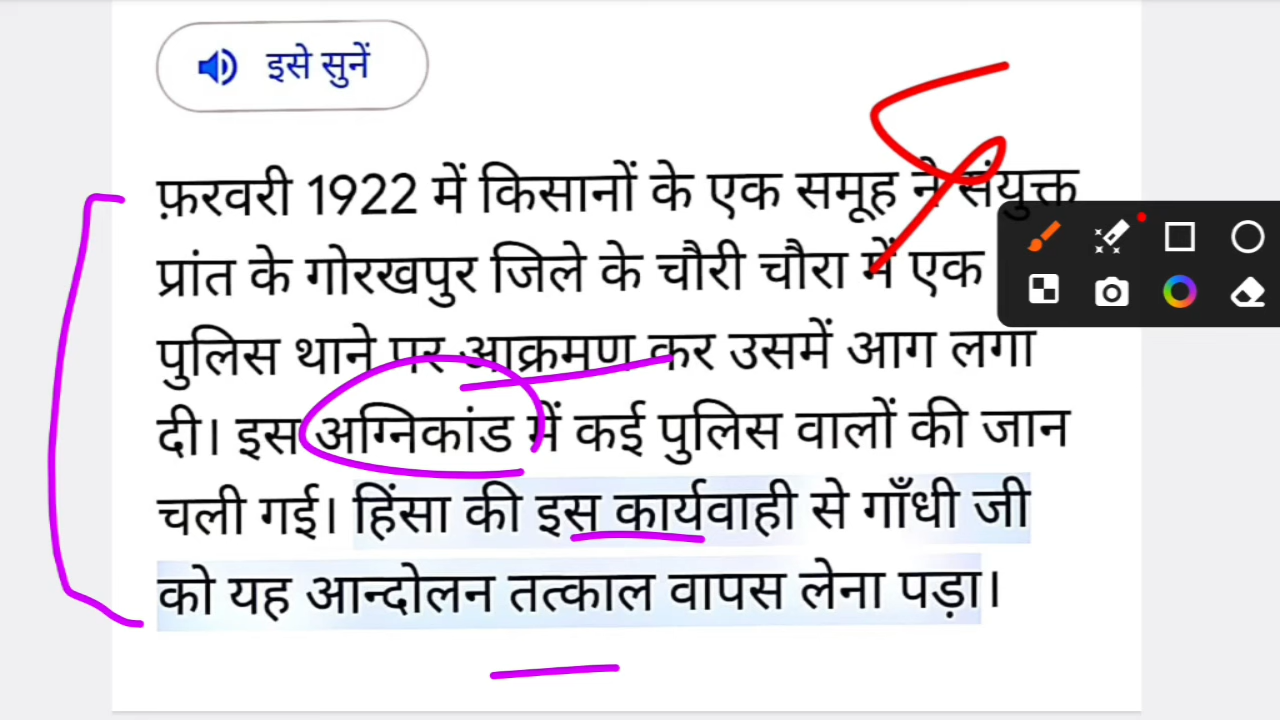 इसे सुनें
फ़रवरी 1922 में किसानों के एक समूह ने संयुक्त
प्रांत के गोरखपुर जिले के चौरी चौरा में एक
पुलिस थाने पर आक्रमण कर उसमें आग लगा
दी। इस अग्निकांड में कई पुलिस वालों की जान
चली गई। हिंसा की इस कार्यवाही से गाँधी जी
को यह आन्दोलन तत्काल वापस लेना पड़ा।